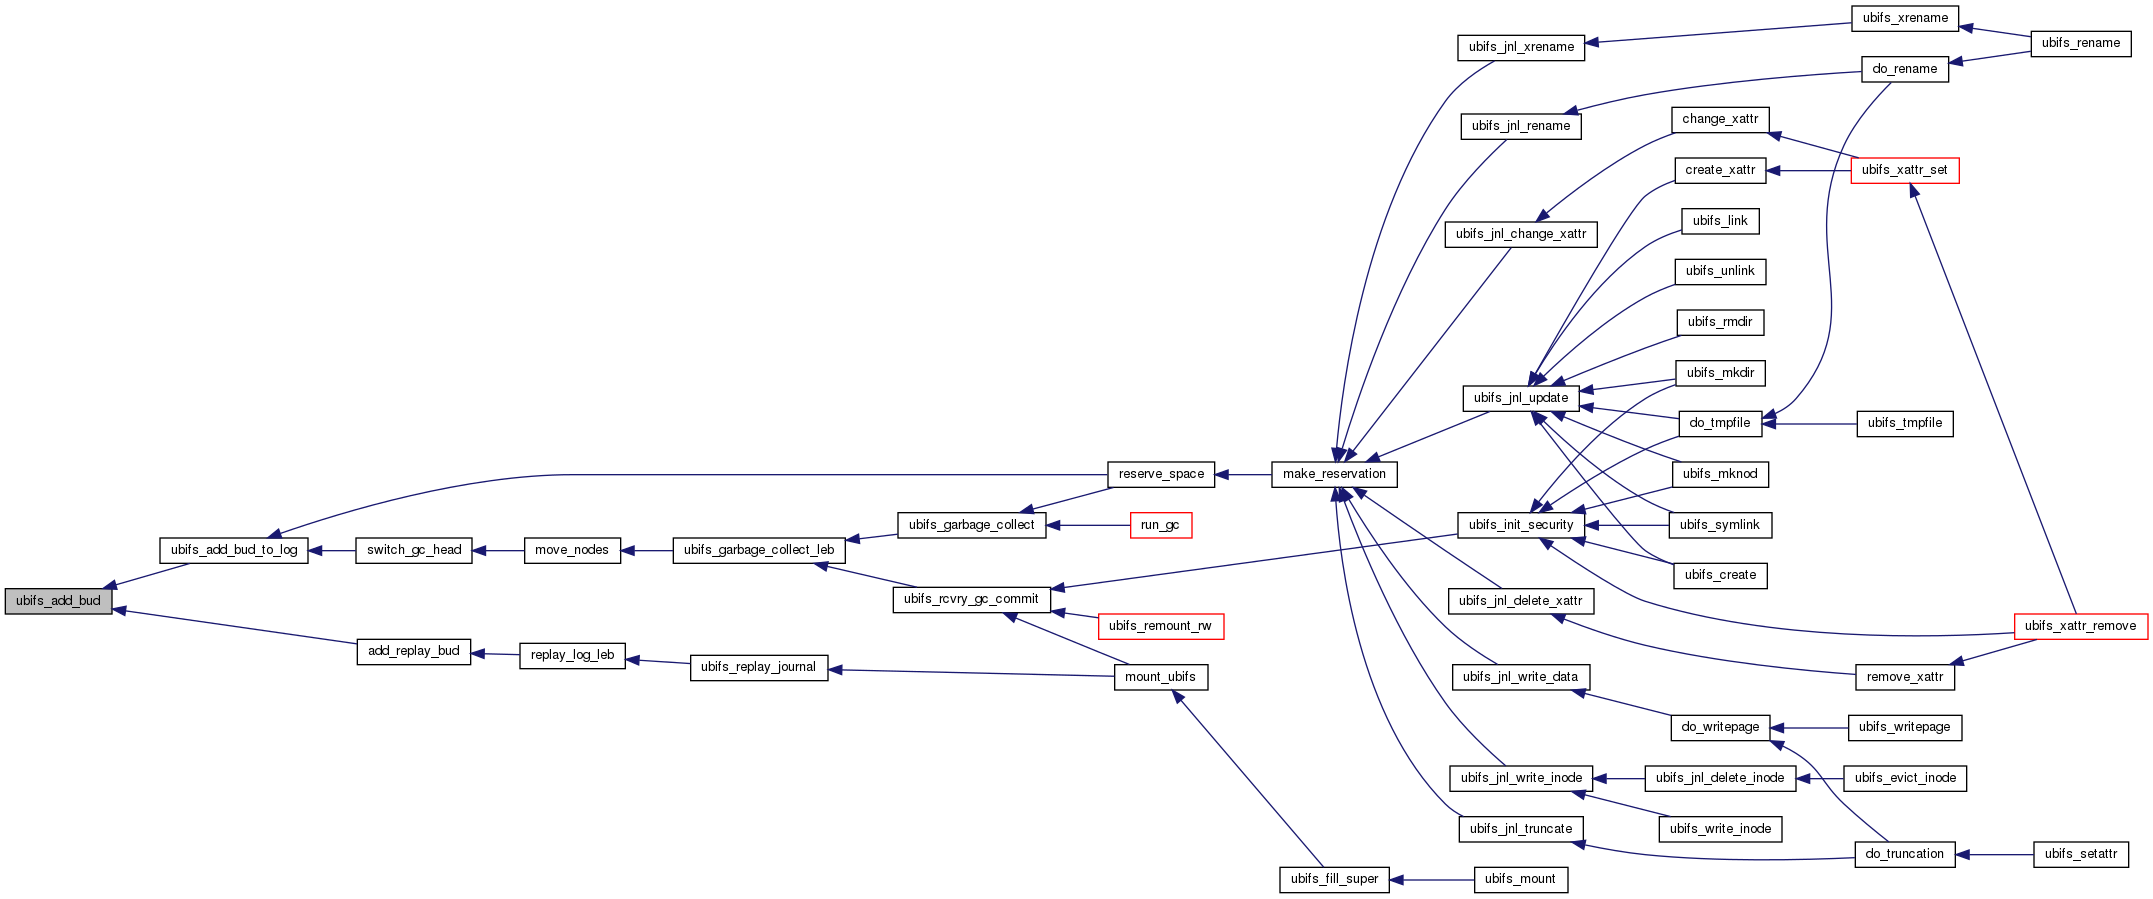 ubifs_add_bud
ubifs_add_bud_to_log
add_replay_bud
switch_gc_head
replay_log_leb
move_nodes
ubifs_replay_journal
ubifs_garbage_collect_leb
ubifs_garbage_collect
ubifs_rcvry_gc_commit
reserve_space
run_gc
ubifs_remount_rw
mount_ubifs
make_reservation
ubifs_fill_super
ubifs_jnl_xrename
ubifs_jnl_rename
ubifs_jnl_change_xattr
ubifs_jnl_update
ubifs_init_security
ubifs_jnl_delete_xattr
ubifs_jnl_write_data
ubifs_jnl_write_inode
ubifs_jnl_truncate
ubifs_mount
change_xattr
create_xattr
ubifs_link
ubifs_unlink
ubifs_rmdir
ubifs_mkdir
do_tmpfile
ubifs_mknod
ubifs_symlink
ubifs_create
do_writepage
ubifs_jnl_delete_inode
ubifs_write_inode
ubifs_xrename
do_rename
ubifs_xattr_set
ubifs_tmpfile
remove_xattr
ubifs_writepage
ubifs_evict_inode
do_truncation
ubifs_rename
ubifs_xattr_remove
ubifs_setattr